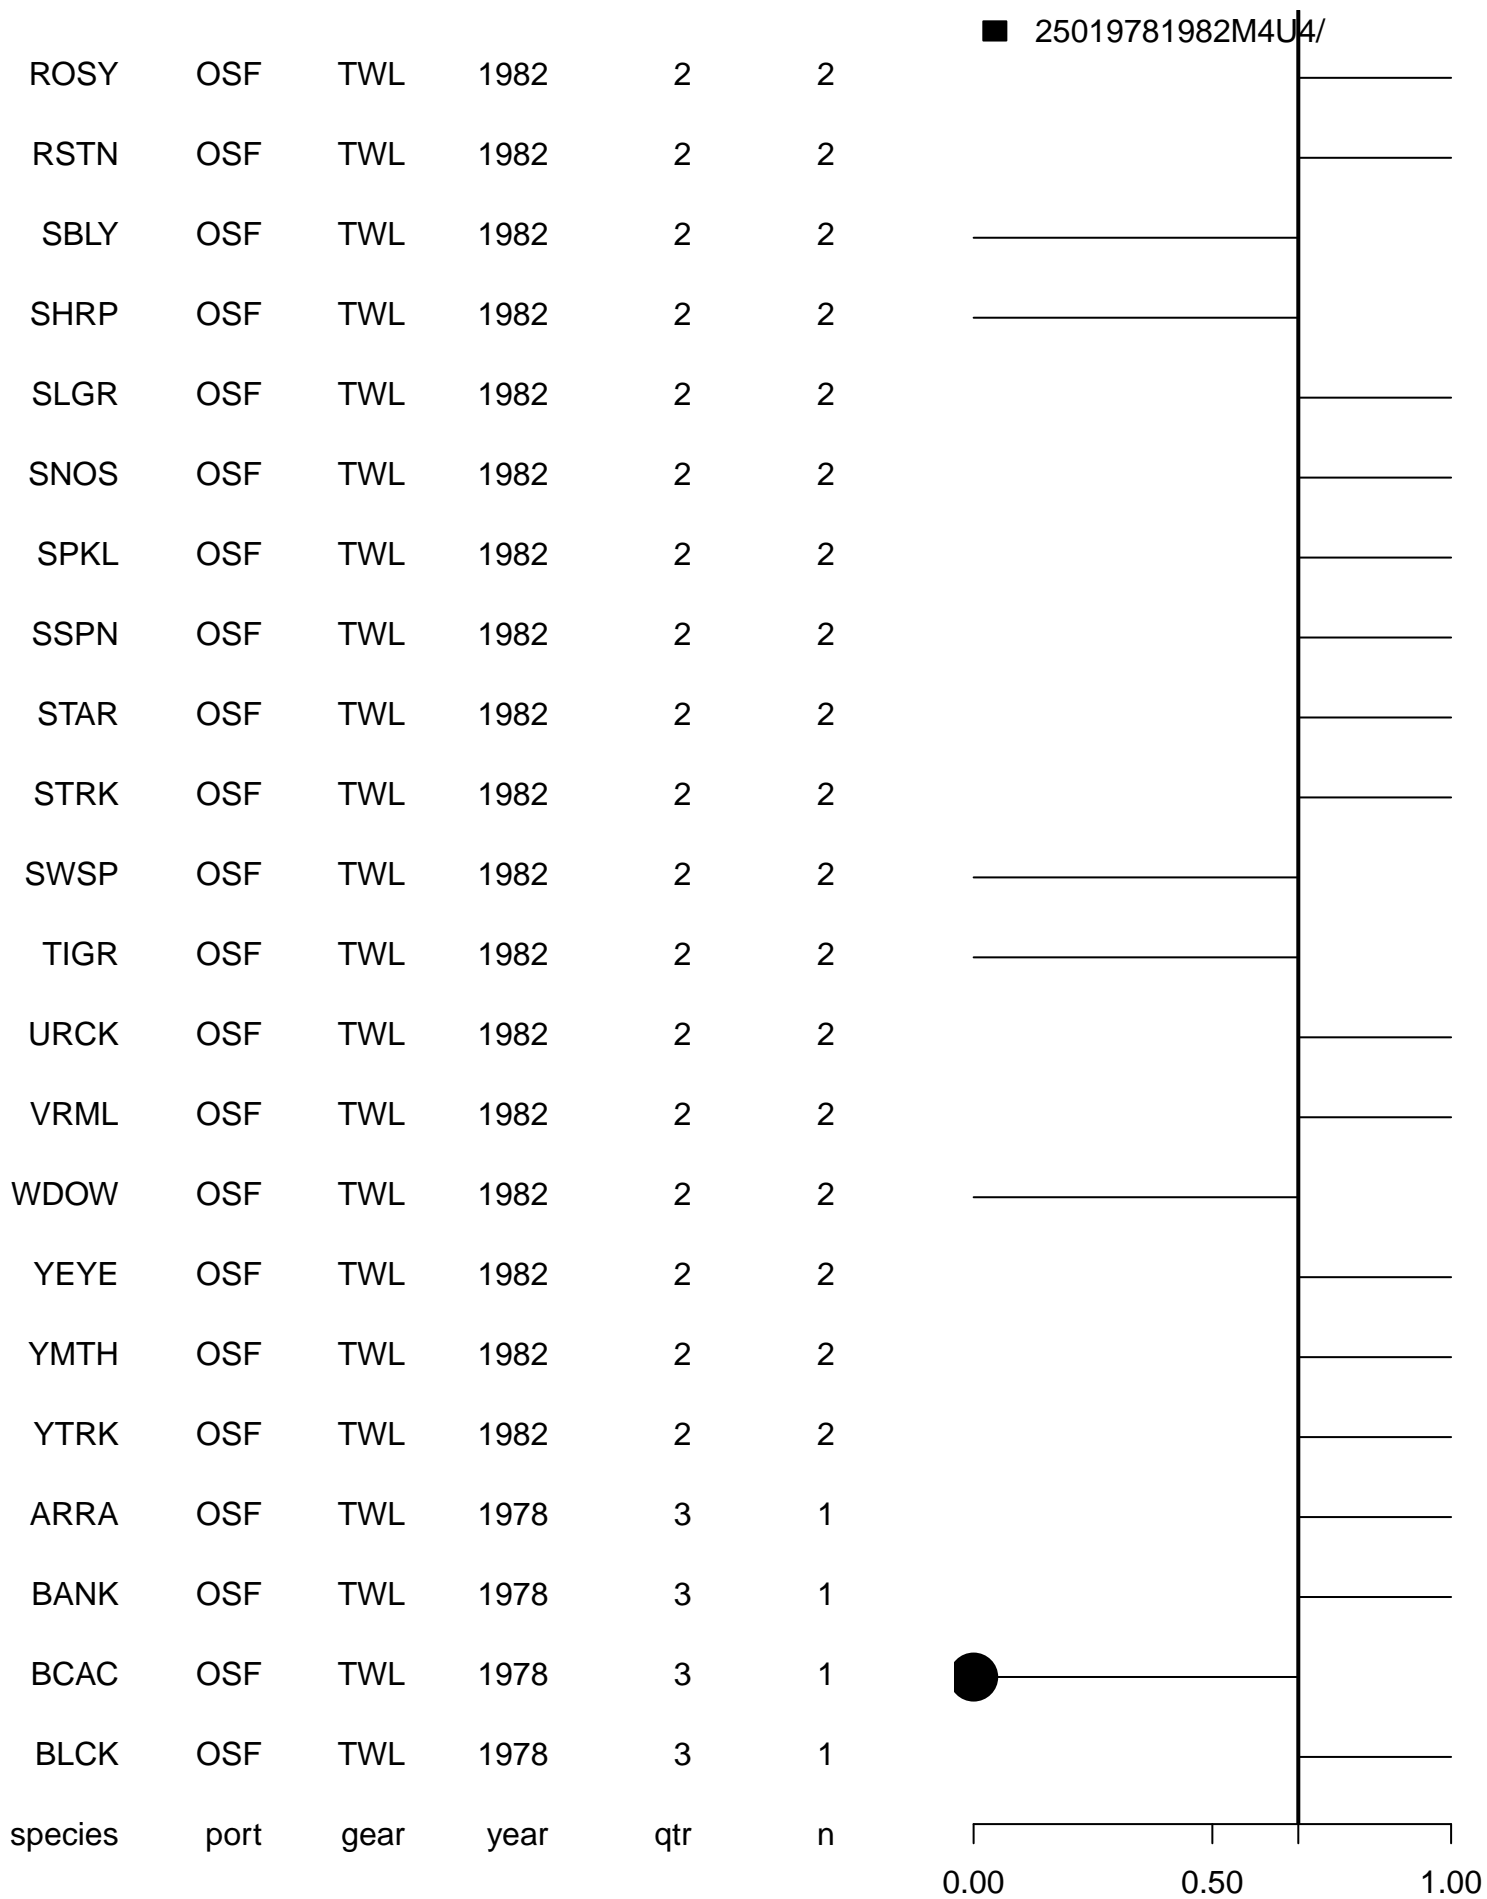 25019781982M4U4/
ROSY OSF TWL 1982 2 2
RSTN OSF TWL 1982 2 2
SBLY OSF TWL 1982 2 2
SHRP OSF TWL 1982 2 2
SLGR OSF TWL 1982 2 2
SNOS OSF TWL 1982 2 2
SPKL OSF TWL 1982 2 2
SSPN OSF TWL 1982 2 2
STAR OSF TWL 1982 2 2
STRK OSF TWL 1982 2 2
SWSP OSF TWL 1982 2 2
TIGR OSF TWL 1982 2 2
URCK OSF TWL 1982 2 2
VRML OSF TWL 1982 2 2
WDOW OSF TWL 1982 2 2
YEYE OSF TWL 1982 2 2
YMTH OSF TWL 1982 2 2
YTRK OSF TWL 1982 2 2
ARRA OSF TWL 1978 3 1
BANK OSF TWL 1978 3 1
BCAC OSF TWL 1978 3 1
BLCK OSF TWL 1978 3 1
species port gear year qtr n
0.00 0.50 1.00